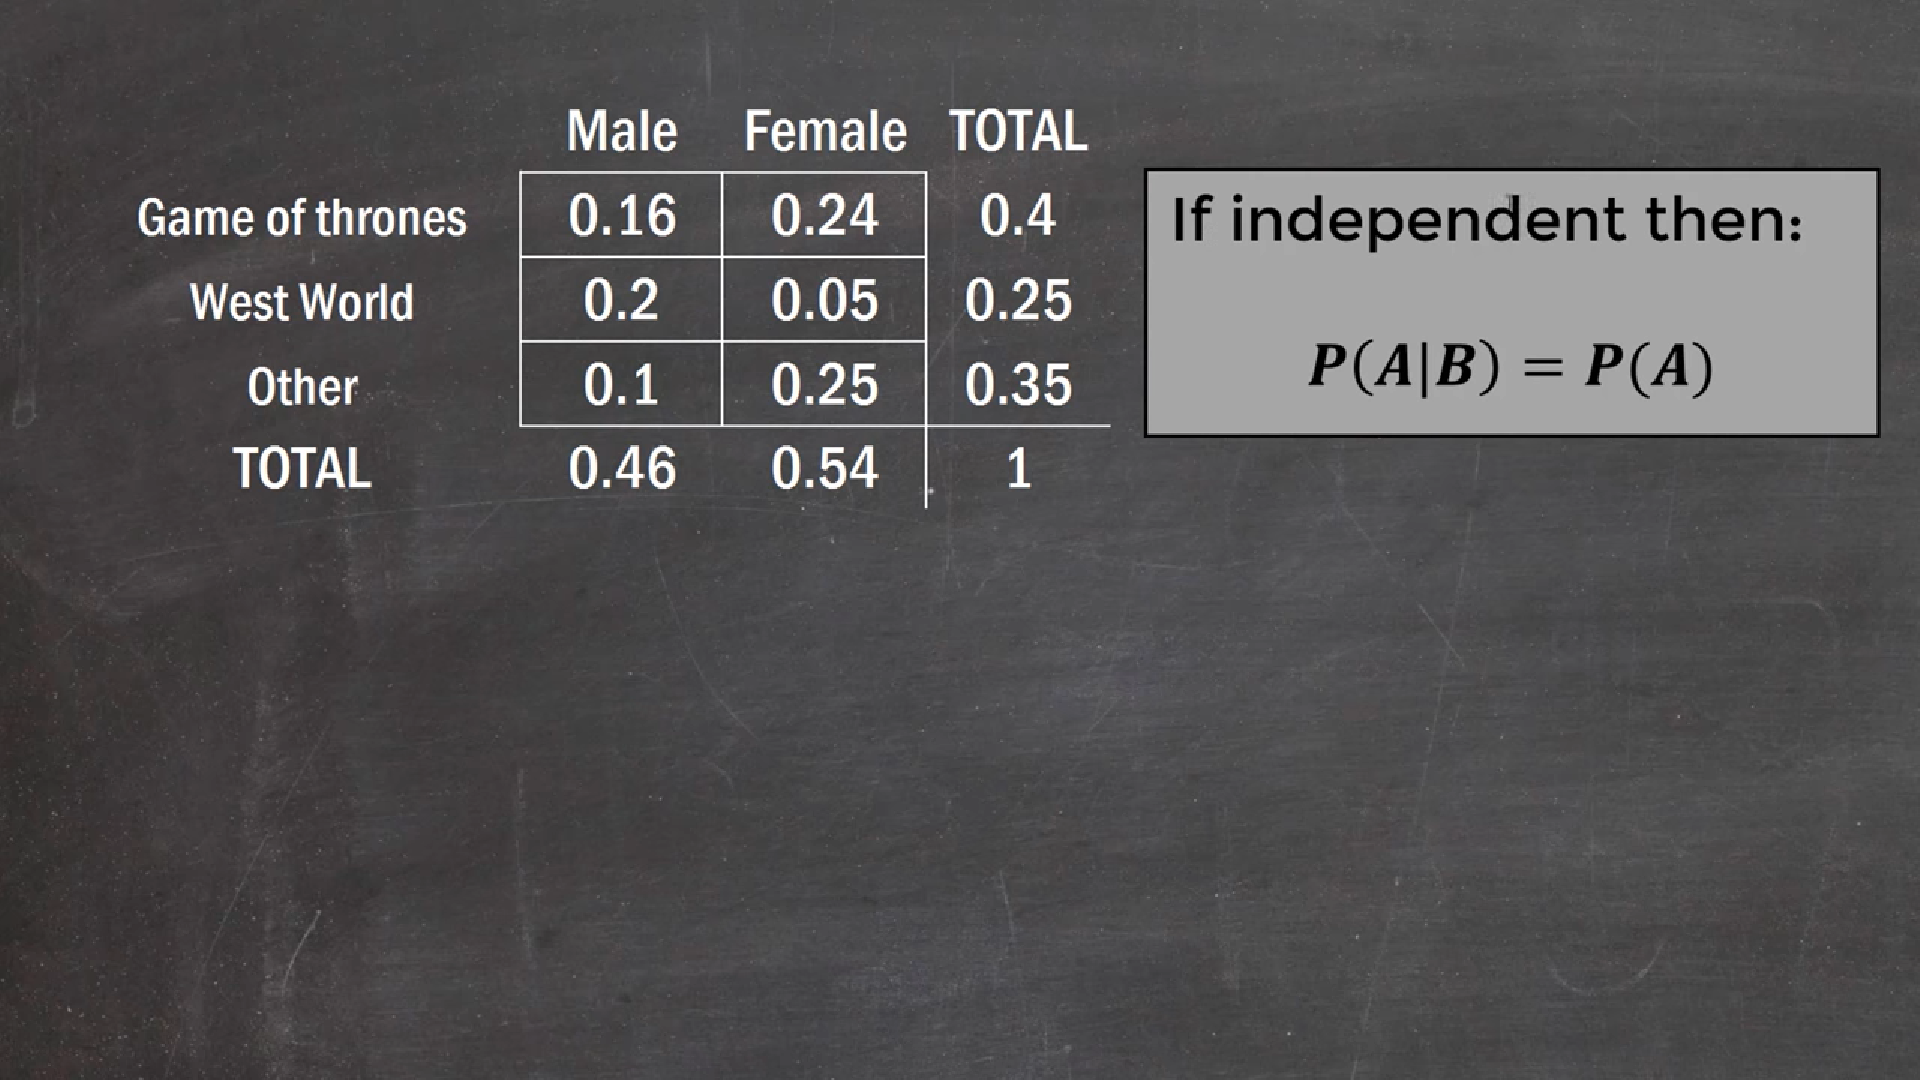 Male Female TOTAL
Game of thrones 0.16 0.24 0.4
West World 0.2 0.05 0.25
Other 0.1 0.25 0.35
TOTAL 0.46 0.54 1
If independent then:
P(A|B) = P(A)